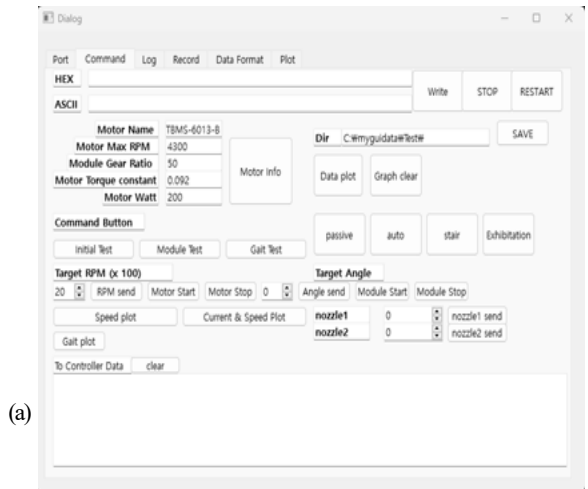 Dialog
Port Command Log Record Data Format Plot
HEX
Write STOP RESTART
ASCII
Motor Name TBMS-6013-B
Motor Max RPM 4300
Module Gear Ratio 50
Motor Torque constant 0.092
Motor Watt 200
Motor Info
Dir C:₩myguidata₩Test₩
SAVE
Data plot Graph clear
Command Button
Initial Test Module Test Gait Test
passive auto stair Exhibitation
Target RPM (x 100)
Target Angle
20 RPM send Motor Start Motor Stop 0 Angle send Module Start Module Stop
Speed plot Current & Speed Plot
nozzle1 0 nozzle1 send
nozzle2 0 nozzle2 send
Gait plot
To Controller Data clear
(a)